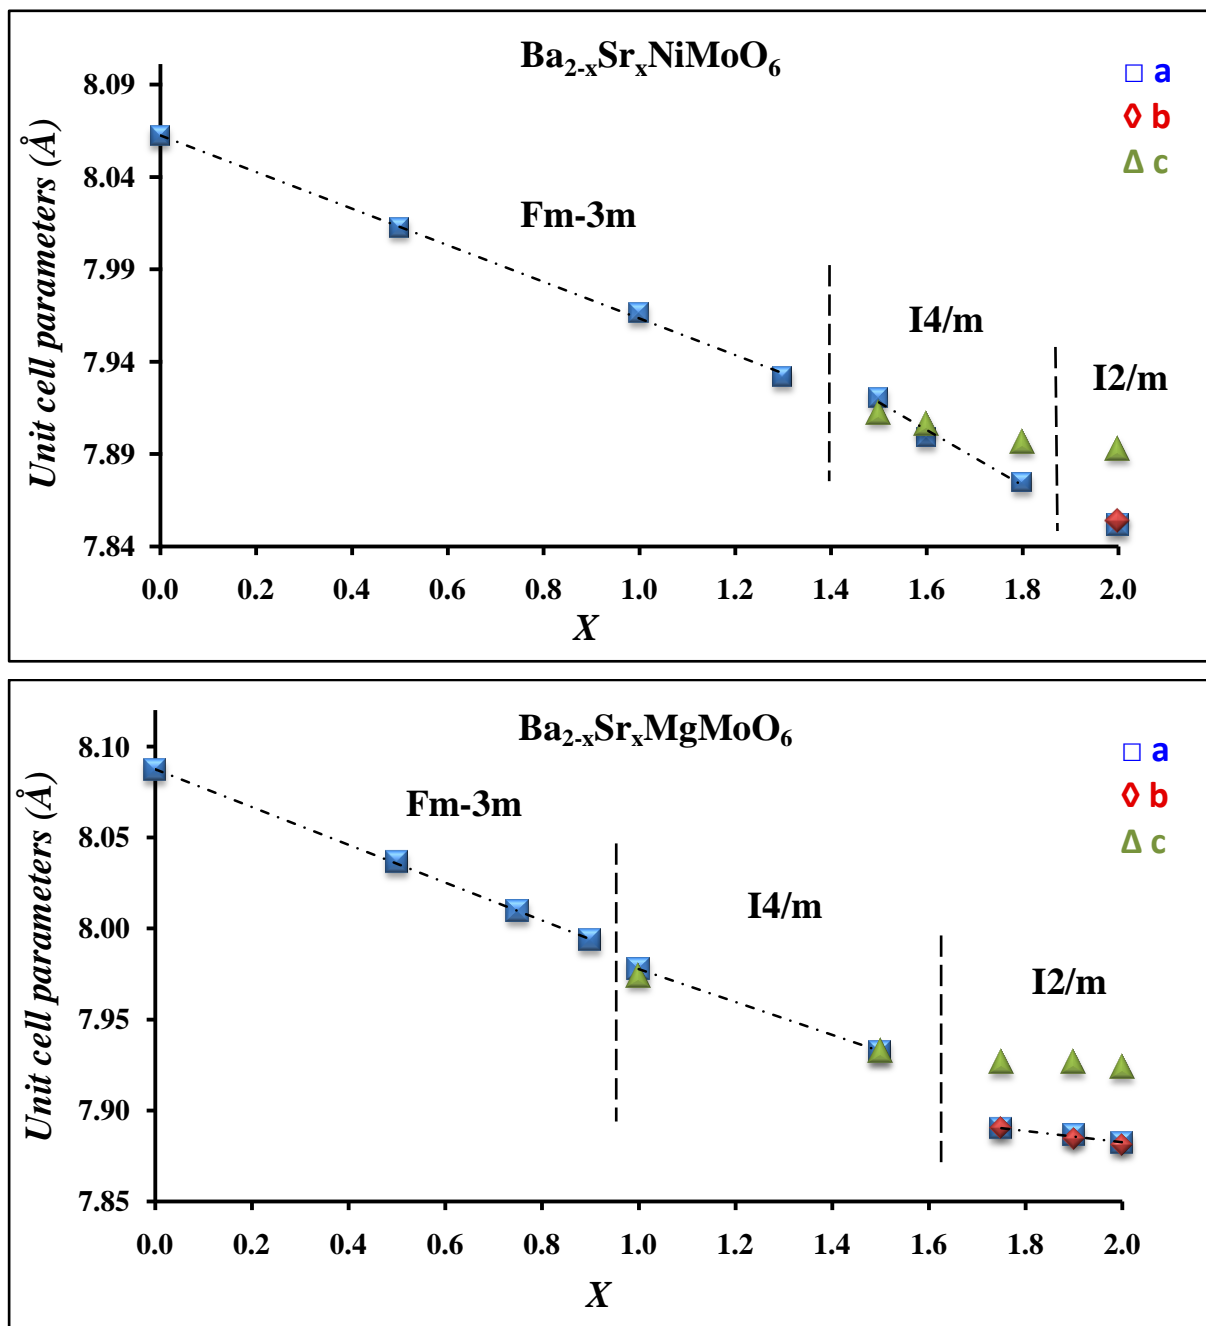 Ba2-xSrxNiMoO6
□ a
◊ b
Δ c
Unit cell parameters (Å)
8.09
8.04
7.99
7.94
7.89
7.84
Fm-3m
I4/m
I2/m
0.0 0.2 0.4 0.6 0.8 1.0 1.2 1.4 1.6 1.8 2.0
X
Ba2-xSrxMgMoO6
□ a
◊ b
Δ c
Unit cell parameters (Å)
8.10
8.05
8.00
7.95
7.90
7.85
Fm-3m
I4/m
I2/m
0.0 0.2 0.4 0.6 0.8 1.0 1.2 1.4 1.6 1.8 2.0
X